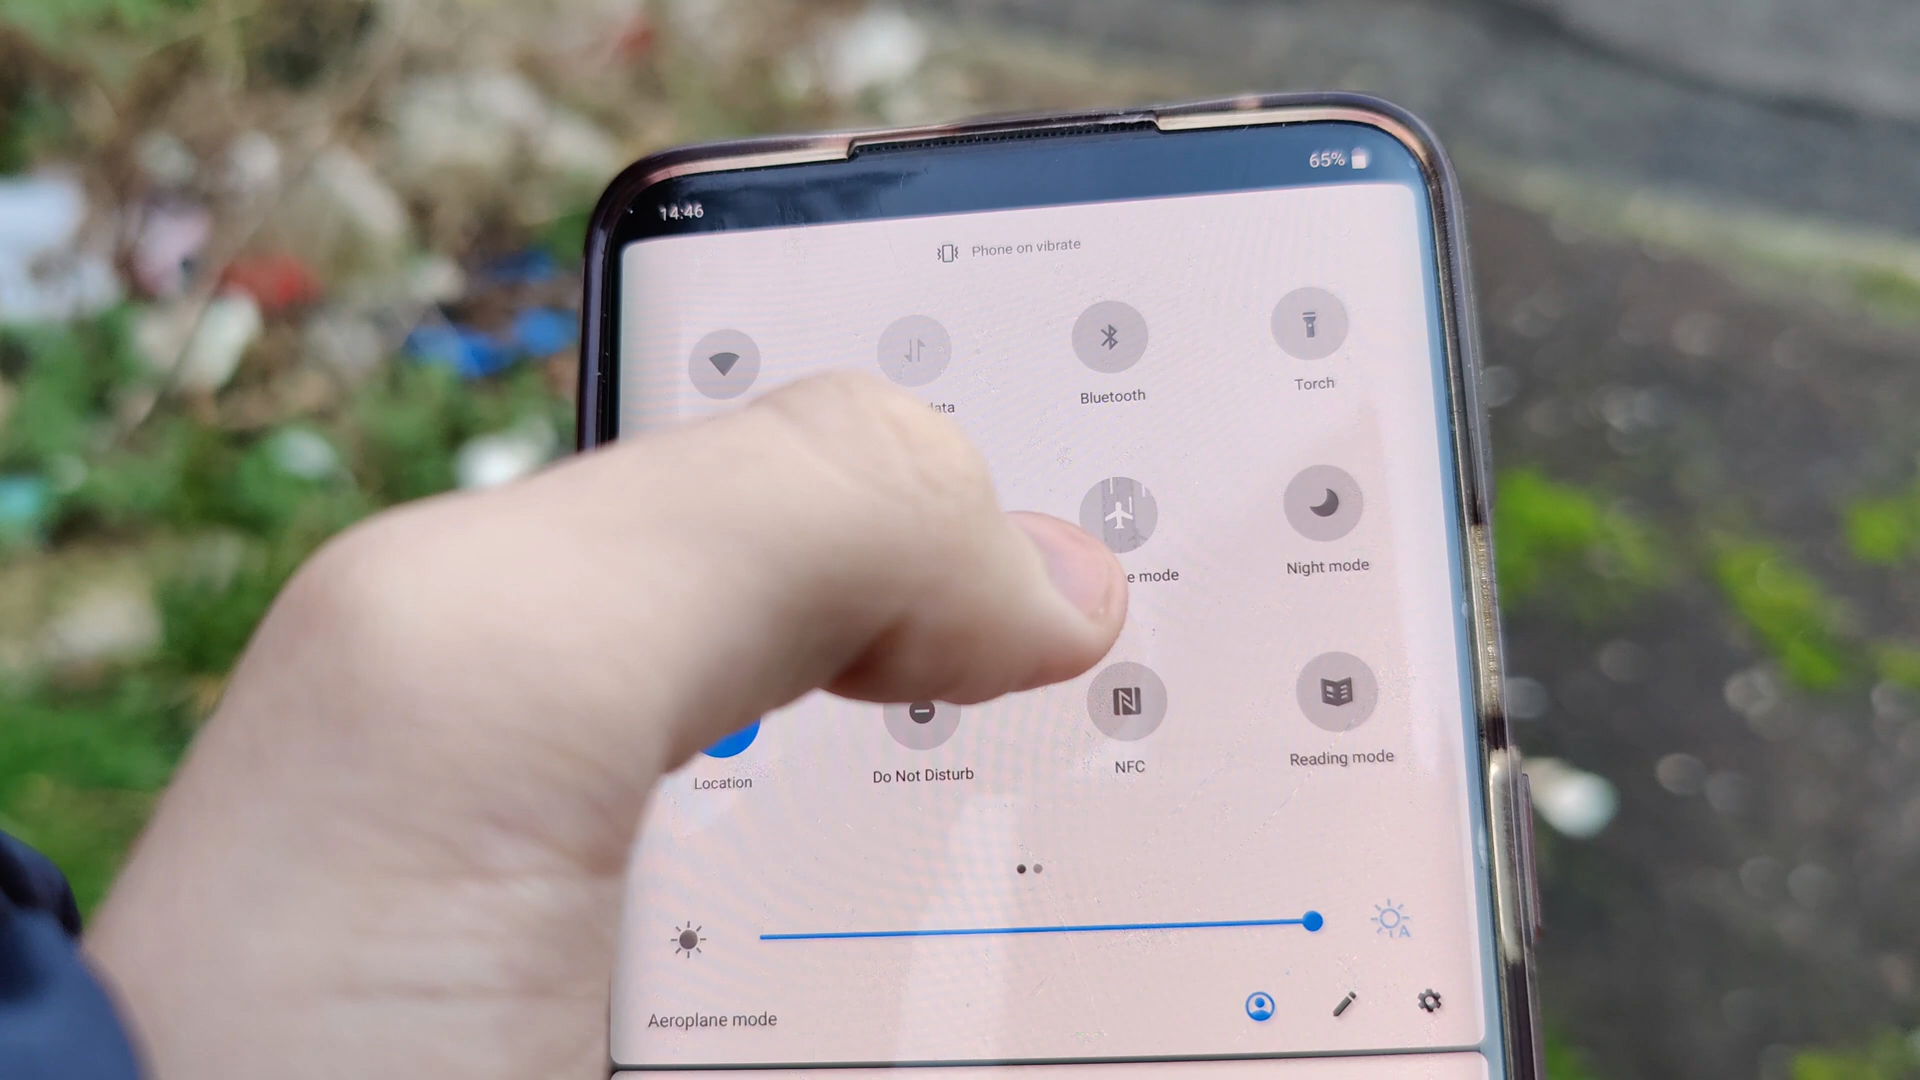 14:46
65%
Phone on vibrate
data
Bluetooth
Torch
e mode
Night mode
Location
Do Not Disturb
NFC
Reading mode
A
Aeroplane mode